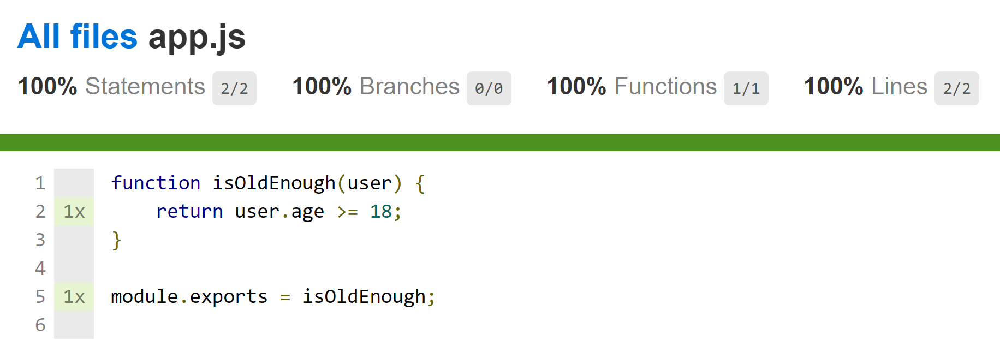 All files app.js
100% Statements 2/2 100% Branches 0/0 100% Functions 1/1 100% Lines 2/2
1 function isOldEnough(user) {
2 1x     return user.age >= 18;
3 }
4
5 1x module.exports = isOldEnough;
6